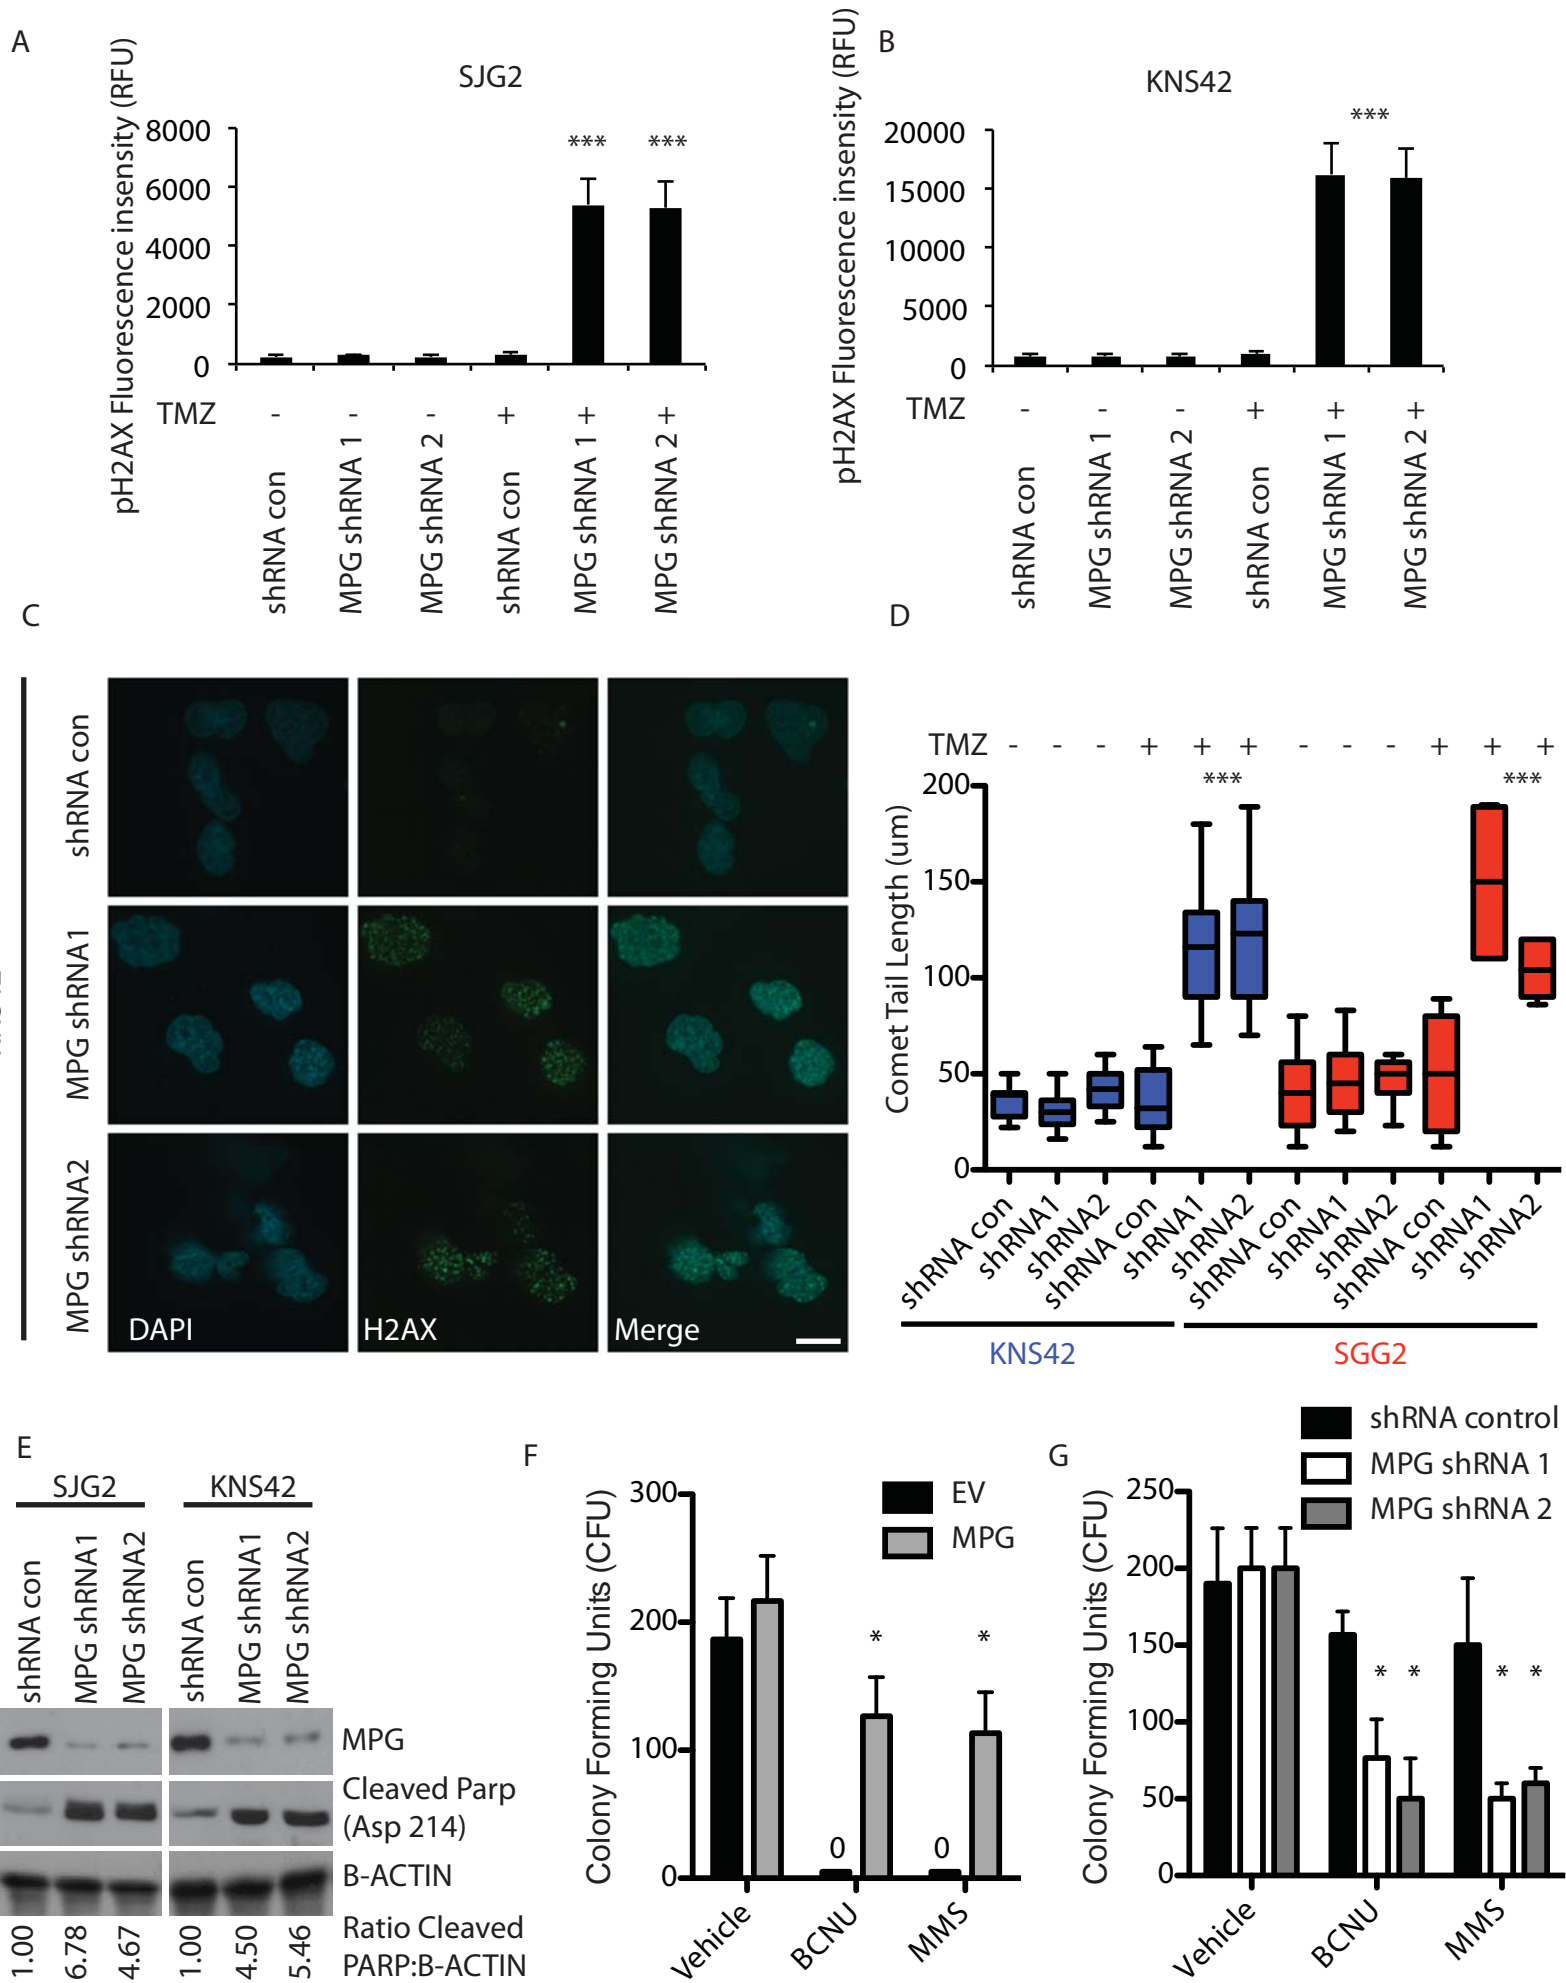 A
SJG2
pH2AX Fluorescence insensity (RFU)
8000
6000
4000
2000
0
*** ***
TMZ - - - + + +
shRNA con
MPG shRNA 1
MPG shRNA 2
shRNA con
MPG shRNA 1
MPG shRNA 2
B
KNS42
pH2AX Fluorescence insensity (RFU)
20000
15000
10000
5000
0
***
TMZ - - - + + +
shRNA con
MPG shRNA 1
MPG shRNA 2
shRNA con
MPG shRNA 1
MPG shRNA 2
C
shRNA con
MPG shRNA1
MPG shRNA2
DAPI
H2AX
Merge
D
TMZ - - - + + + - - - + + +
*** ***
Comet Tail Length (um)
200
150
100
50
0
shRNA con
shRNA1
shRNA2
shRNA con
shRNA1
shRNA2
shRNA con
shRNA1
shRNA2
shRNA con
shRNA1
shRNA2
KNS42
SGG2
E
SJG2
KNS42
shRNA con
MPG shRNA1
MPG shRNA2
shRNA con
MPG shRNA1
MPG shRNA2
MPG
Cleaved Parp
(Asp 214)
B-ACTIN
1.00
6.78
4.67
1.00
4.50
5.46
Ratio Cleaved
PARP:B-ACTIN
F
Colony Forming Units (CFU)
300
200
100
0
EV
MPG
* *
0 0
Vehicle
BCNU
MMS
G
shRNA control
MPG shRNA 1
MPG shRNA 2
Colony Forming Units (CFU)
250
200
150
100
50
0
* * * *
Vehicle
BCNU
MMS